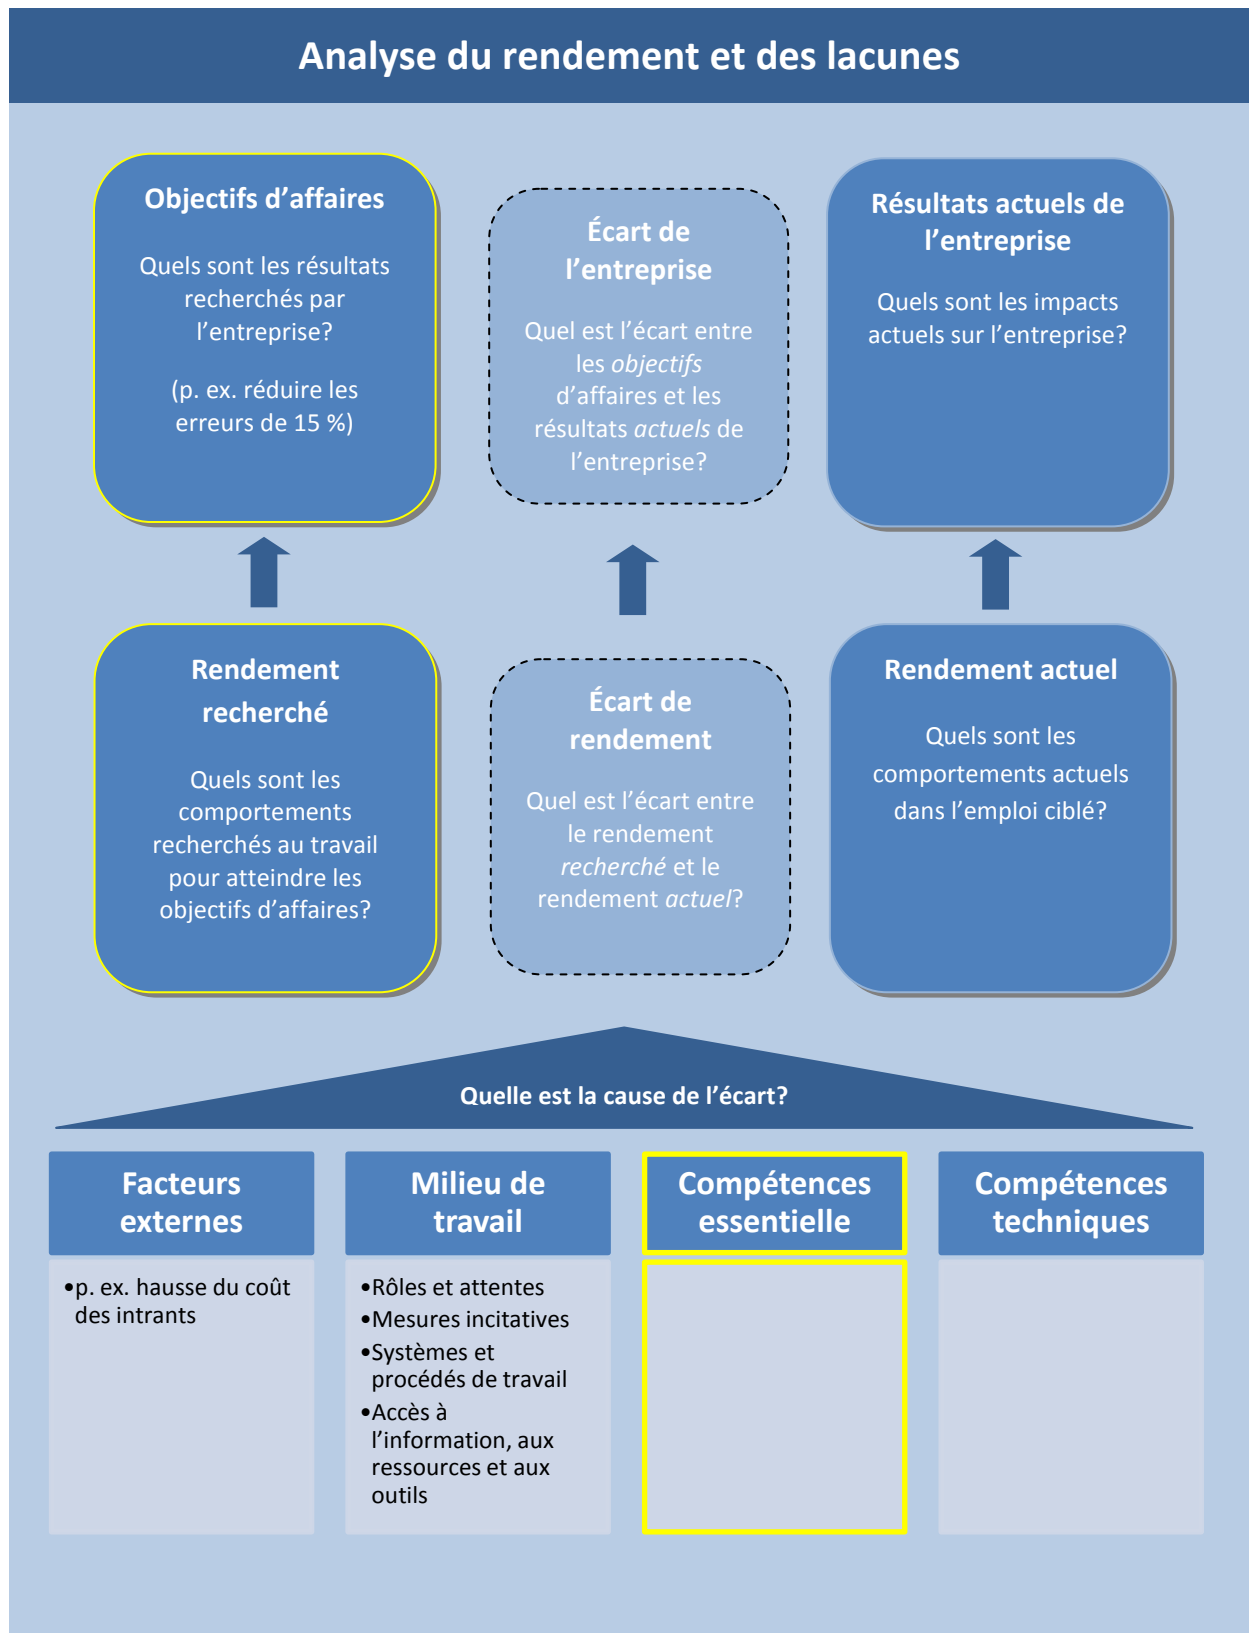 Analyse du rendement et des lacunes
Objectifs d’affaires
Quels sont les résultats
recherchés par
l’entreprise?
(p. ex. réduire les
erreurs de 15 %)
Écart de
l’entreprise
Quel est l’écart entre
les objectifs
d’affaires et les
résultats actuels de
l’entreprise?
Résultats actuels de
l’entreprise
Quels sont les impacts
actuels sur l’entreprise?
Rendement
recherché
Quels sont les
comportements
recherchés au travail
pour atteindre les
objectifs d’affaires?
Écart de
rendement
Quel est l’écart entre
le rendement
recherché et le
rendement actuel?
Rendement actuel
Quels sont les
comportements actuels
dans l’emploi ciblé?
Quelle est la cause de l’écart?
Facteurs
externes
•p. ex. hausse du coût
des intrants
Milieu de
travail
•Rôles et attentes
•Mesures incitatives
•Systèmes et
procédés de travail
•Accès à
l’information, aux
ressources et aux
outils
Compétences
essentielle
Compétences
techniques